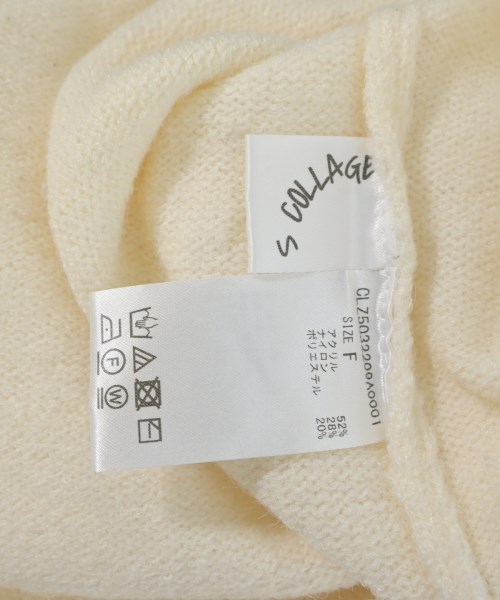 S COLLAGE
CLZ5032209A0001
SIZE F
アクリル 52%
ナイロン 28%
ポリエステル 20%
F W